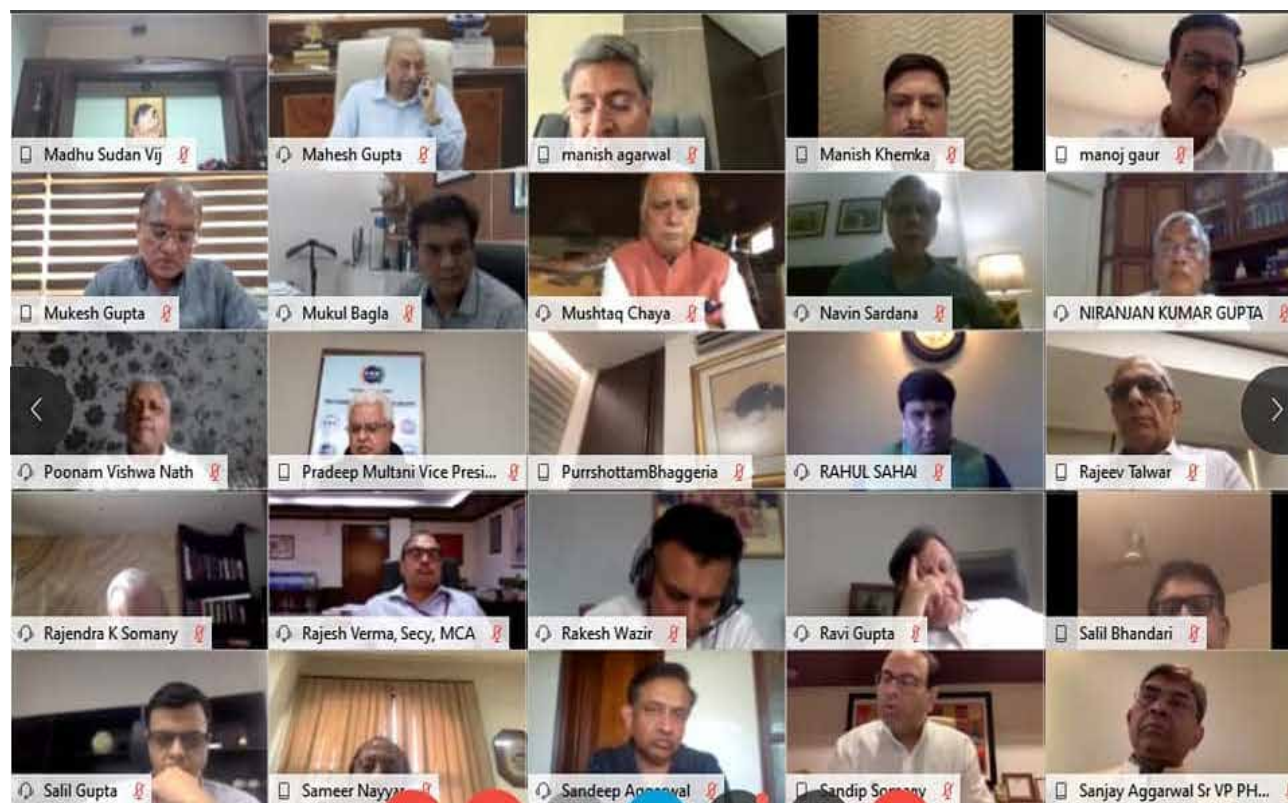 Madhu Sudan Vij
Mahesh Gupta
manish agarwal
Manish Khemka
manoj gaur
Mukesh Gupta
Mukul Bagla
Mushtaq Chaya
Navin Sardana
NIRANJAN KUMAR GUPTA
Poonam Vishwa Nath
Pradeep Multani Vice Presi...
PurrshottamBhaggeria
RAHUL SAHAI
Rajeev Talwar
Rajendra K Somany
Rajesh Verma, Secy, MCA
Rakesh Wazir
Ravi Gupta
Salil Bhandari
Salil Gupta
Sameer Nayyar
Sandeep Aggarwal
Sandip Somany
Sanjay Aggarwal Sr VP PH...